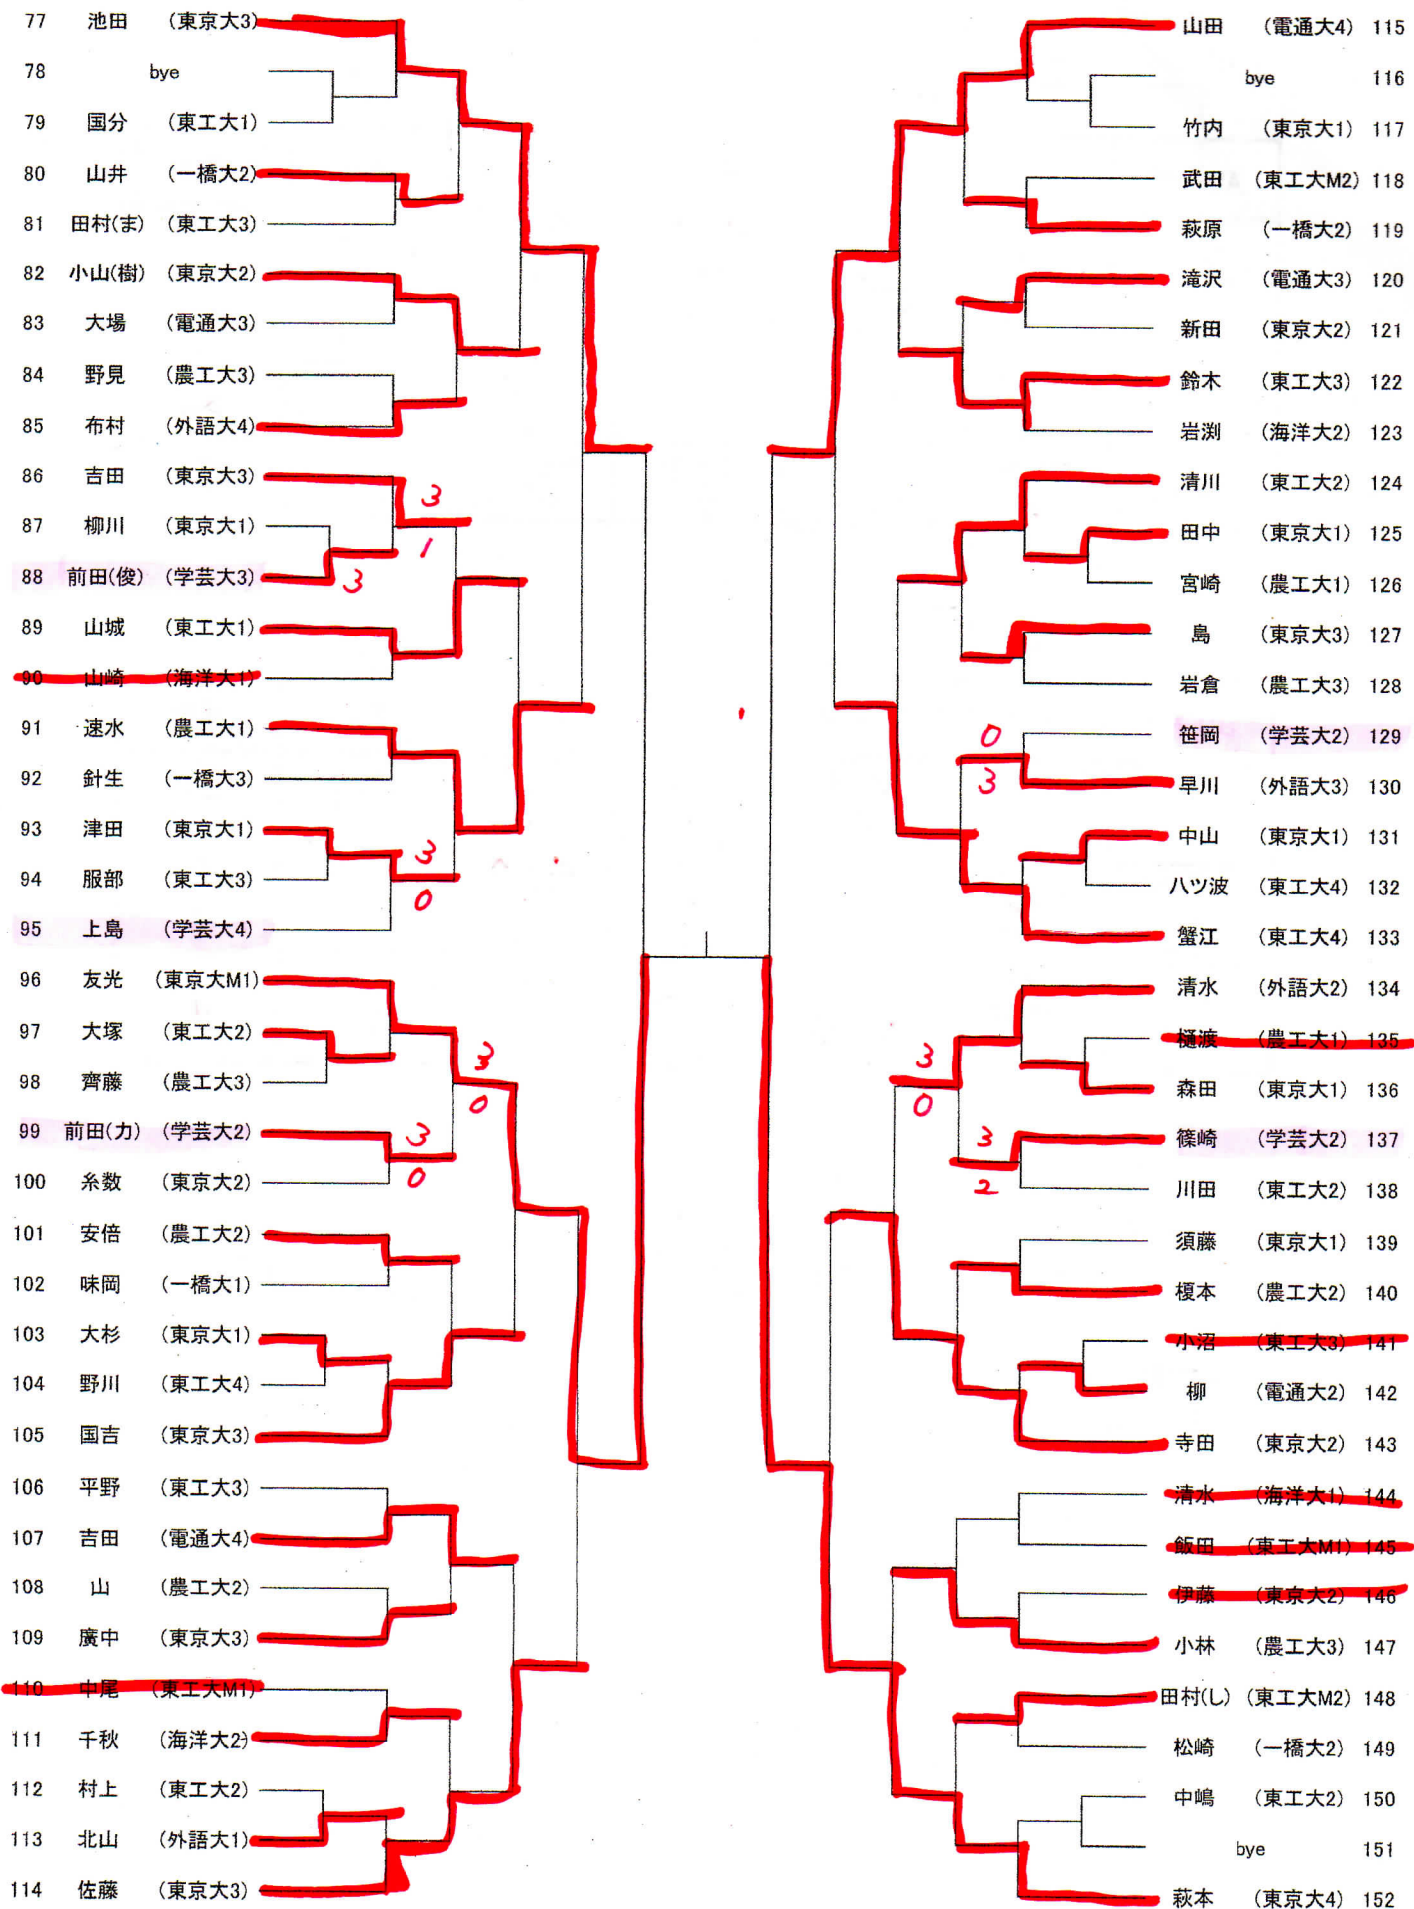 77 池田 (東京大3)
78 bye
79 国分 (東工大1)
80 山井 (一橋大2)
81 田村(ま) (東工大3)
82 小山(樹) (東京大2)
83 大場 (電通大3)
84 野見 (農工大3)
85 布村 (外語大4)
86 吉田 (東京大3)
3
87 柳川 (東京大1)
1
88 前田(俊) (学芸大3)
3
89 山城 (東工大1)
90 山崎 (海洋大1)
91 速水 (農工大1)
92 針生 (一橋大3)
93 津田 (東京大1)
3
94 服部 (東工大3)
0
95 上島 (学芸大4)
96 友光 (東京大M1)
97 大塚 (東工大2)
3
98 齊藤 (農工大3)
0
99 前田(力) (学芸大2)
3
100 糸数 (東京大2)
0
101 安倍 (農工大2)
102 味岡 (一橋大1)
103 大杉 (東京大1)
104 野川 (東工大4)
105 国吉 (東京大3)
106 平野 (東工大3)
107 吉田 (電通大4)
108 山 (農工大2)
109 廣中 (東京大3)
110 中尾 (東工大M1)
111 千秋 (海洋大2)
112 村上 (東工大2)
113 北山 (外語大1)
114 佐藤 (東京大3)
山田 (電通大4) 115
bye 116
竹内 (東京大1) 117
武田 (東工大M2) 118
萩原 (一橋大2) 119
滝沢 (電通大3) 120
新田 (東京大2) 121
鈴木 (東工大3) 122
岩渕 (海洋大2) 123
清川 (東工大2) 124
田中 (東京大1) 125
宮崎 (農工大1) 126
島 (東京大3) 127
岩倉 (農工大3) 128
0
笹岡 (学芸大2) 129
3
早川 (外語大3) 130
中山 (東京大1) 131
八ツ波 (東工大4) 132
蟹江 (東工大4) 133
清水 (外語大2) 134
樋渡 (農工大1) 135
3
森田 (東京大1) 136
0
篠崎 (学芸大2) 137
3
川田 (東工大2) 138
2
須藤 (東京大1) 139
榎本 (農工大2) 140
小沼 (東工大3) 141
柳 (電通大2) 142
寺田 (東京大2) 143
清水 (海洋大1) 144
飯田 (東工大M1) 145
伊藤 (東京大2) 146
小林 (農工大3) 147
田村(し) (東工大M2) 148
松崎 (一橋大2) 149
中嶋 (東工大2) 150
bye 151
萩本 (東京大4) 152